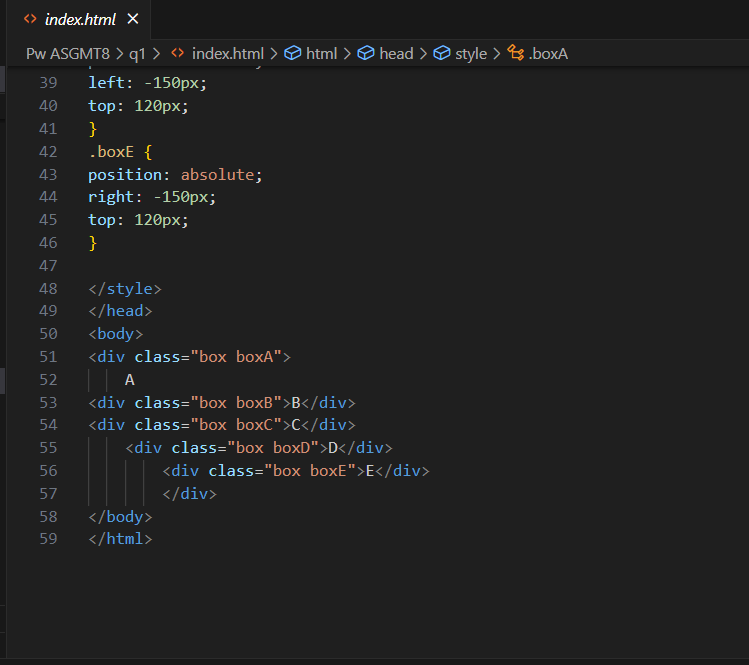 index.html
Pw ASGMT8 > q1 > index.html > html > head > style > .boxA
39 left: -150px;
40 top: 120px;
41 }
42 .boxE {
43 position: absolute;
44 right: -150px;
45 top: 120px;
46 }
47
48 </style>
49 </head>
50 <body>
51 <div class="box boxA">
52 A
53 <div class="box boxB">B</div>
54 <div class="box boxC">C</div>
55 <div class="box boxD">D</div>
56 <div class="box boxE">E</div>
57 </div>
58 </body>
59 </html>